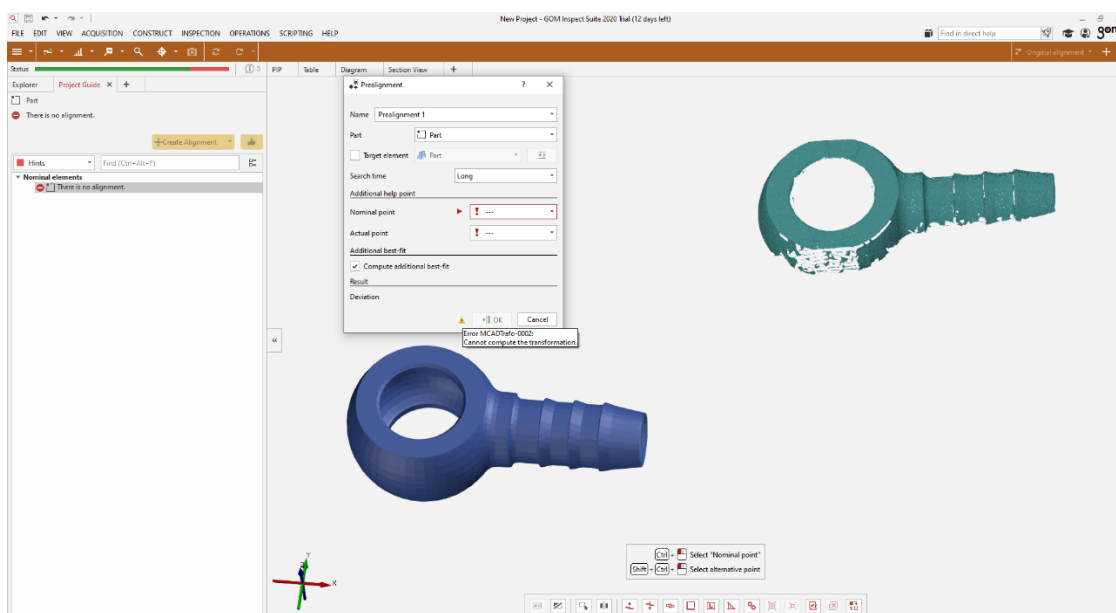 New Project - GOM Inspect Suite 2020 Trial (12 days left)
FILE EDIT VIEW ACQUISITION CONSTRUCT INSPECTION OPERATIONS SCRIPTING HELP
Find in direct help
gom
Original alignment
Status
0
PIP Table Diagram Section View +
Explorer Project Guide +
Part
There is no alignment.
Create Alignment
Hints
Find (Ctrl+Alt+F)
Nominal elements
There is no alignment.
Prealignment ?
Name Prealignment 1
Part Part
Target element Part
Search time Long
Additional help point
Nominal point ! ---
Actual point ! ---
Additional best-fit
Compute additional best-fit
Result
Deviation
OK Cancel
Error MCADTrafo-0002:
Cannot compute the transformation.
Ctrl + Select "Nominal point"
Shift + Ctrl + Select alternative point
Y
X